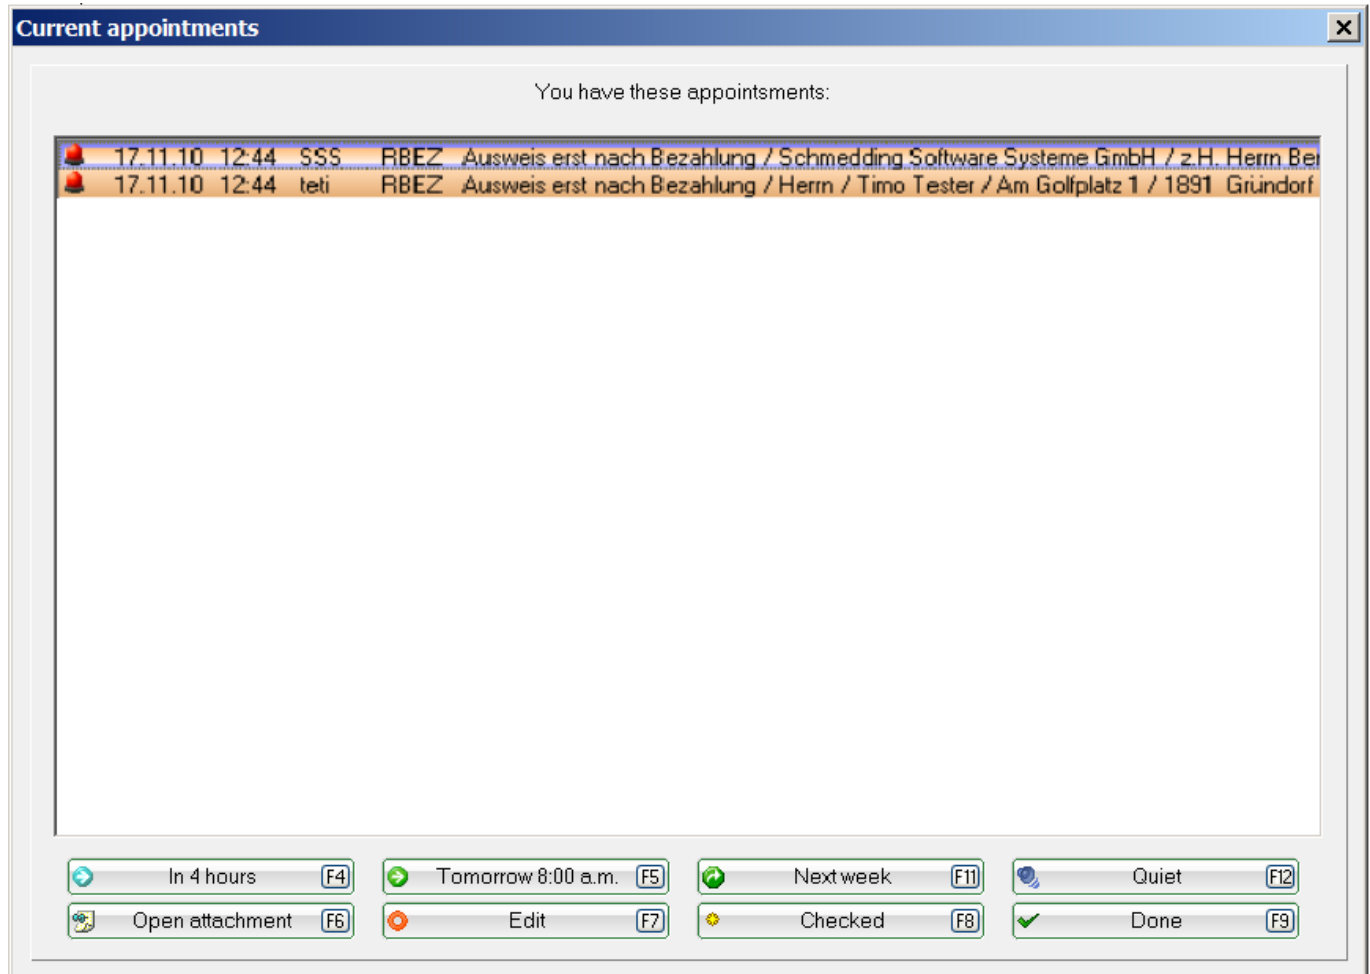 Current appointments
You have these appointsments:
17.11.10 12:44 SSS RBEZ Ausweis erst nach Bezahlung / Schmedding Software Systeme GmbH / z.H. Herrn Ber
17.11.10 12:44 teti RBEZ Ausweis erst nach Bezahlung / Herrn / Timo Tester / Am Golfplatz 1 / 1891 Gründorf
In 4 hours F4 Tomorrow 8:00 a.m. F5 Next week F11 Quiet F12
Open attachment F6 Edit F7 Checked F8 Done F9